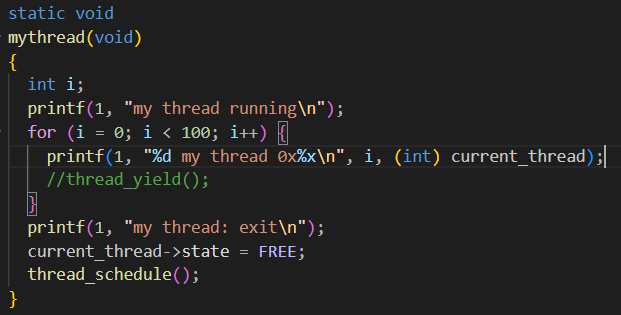 static void
mythread(void)
{
  int i;
  printf(1, "my thread running\n");
  for (i = 0; i < 100; i++) {
    printf(1, "%d my thread 0x%x\n", i, (int) current_thread);
    //thread_yield();
  }
  printf(1, "my thread: exit\n");
  current_thread->state = FREE;
  thread_schedule();
}